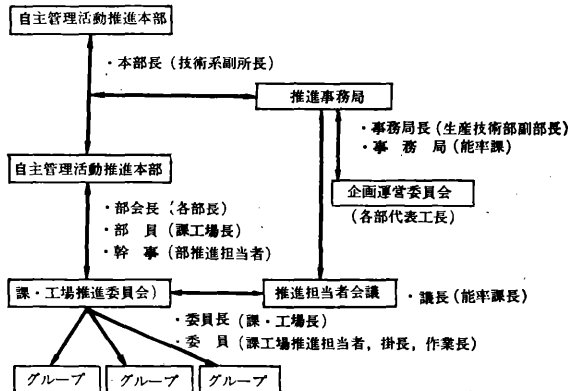 自主管理活動推進本部
・本部長（技術系副所長）
推進事務局
・事務局長（生産技術部副部長）
・事 務 局（能率課）
自主管理活動推進本部
企画運営委員会
（各部代表工長）
・部会長（各部長）
・部 員（課工場長）
・幹 事（部推進担当者）
課・工場推進委員会）
推進担当者会議
・議長（能率課長）
・委員長（課・工場長）
・委 員（課工場推進担当者，掛長，作業長）
グループ
グループ
グループ